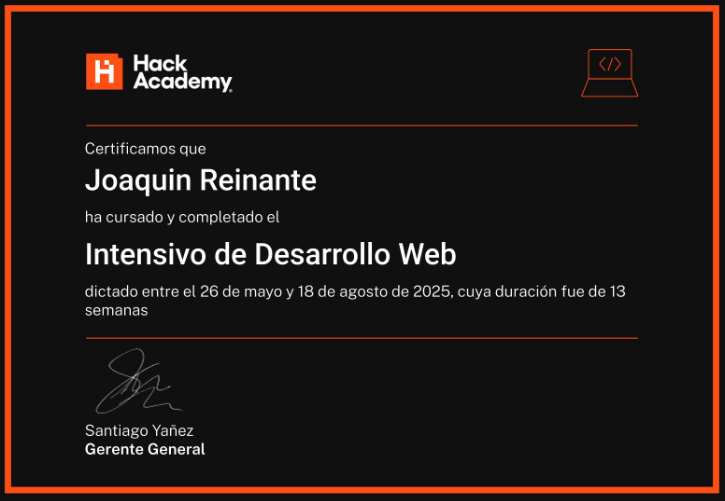 Hack
Academy
Certificamos que
Joaquin Reinante
ha cursado y completado el
Intensivo de Desarrollo Web
dictado entre el 26 de mayo y 18 de agosto de 2025, cuya duración fue de 13
semanas
Santiago Yañez
Gerente General